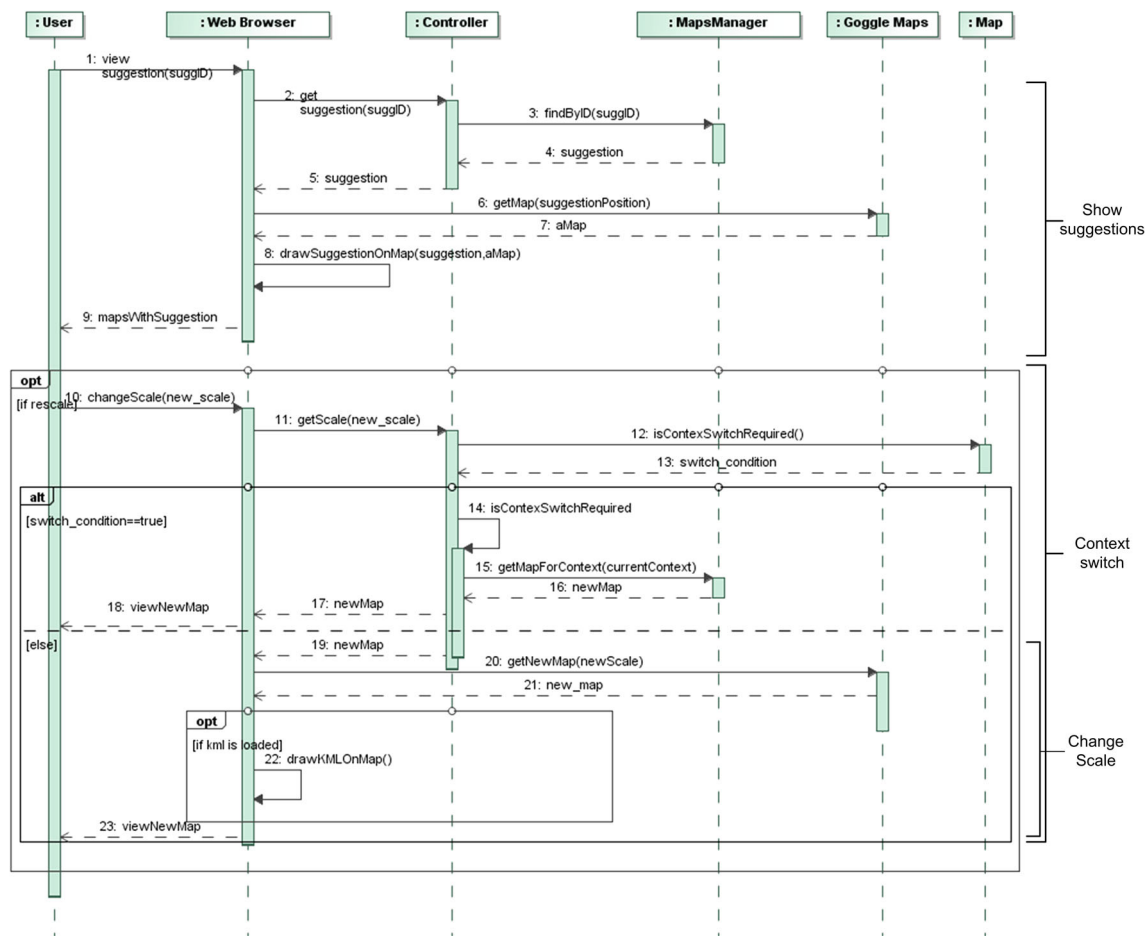 : User
: Web Browser
: Controller
: MapsManager
: Goggle Maps
: Map
1: view
suggestion(suggID)
2: get
suggestion(suggID)
3: findByID(suggID)
4: suggestion
5: suggestion
6: getMap(suggestionPosition)
7: aMap
Show
suggestions
8: drawSuggestionOnMap(suggestion,aMap)
9: mapsWithSuggestion
opt
[if rescale]
10: changeScale(new_scale)
11: getScale(new_scale)
12: isContexSwitchRequired()
13: switch_condition
alt
[switch_condition==true]
14: isContexSwitchRequired
Context
switch
15: getMapForContext(currentContext)
16: newMap
17: newMap
18: viewNewMap
[else]
19: newMap
20: getNewMap(newScale)
21: new_map
opt
[if kml is loaded]
22: drawKMLOnMap()
Change
Scale
23: viewNewMap